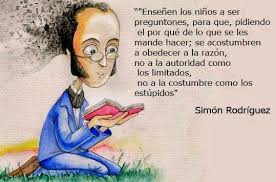 ""Enseñen los niños a ser
preguntones, para que, pidiendo
el por qué de lo que se les
mande hacer; se acostumbren
a obedecer a la razón,
no a la autoridad como
los limitados,
no a la costumbre como los
estúpidos"
Simón Rodríguez